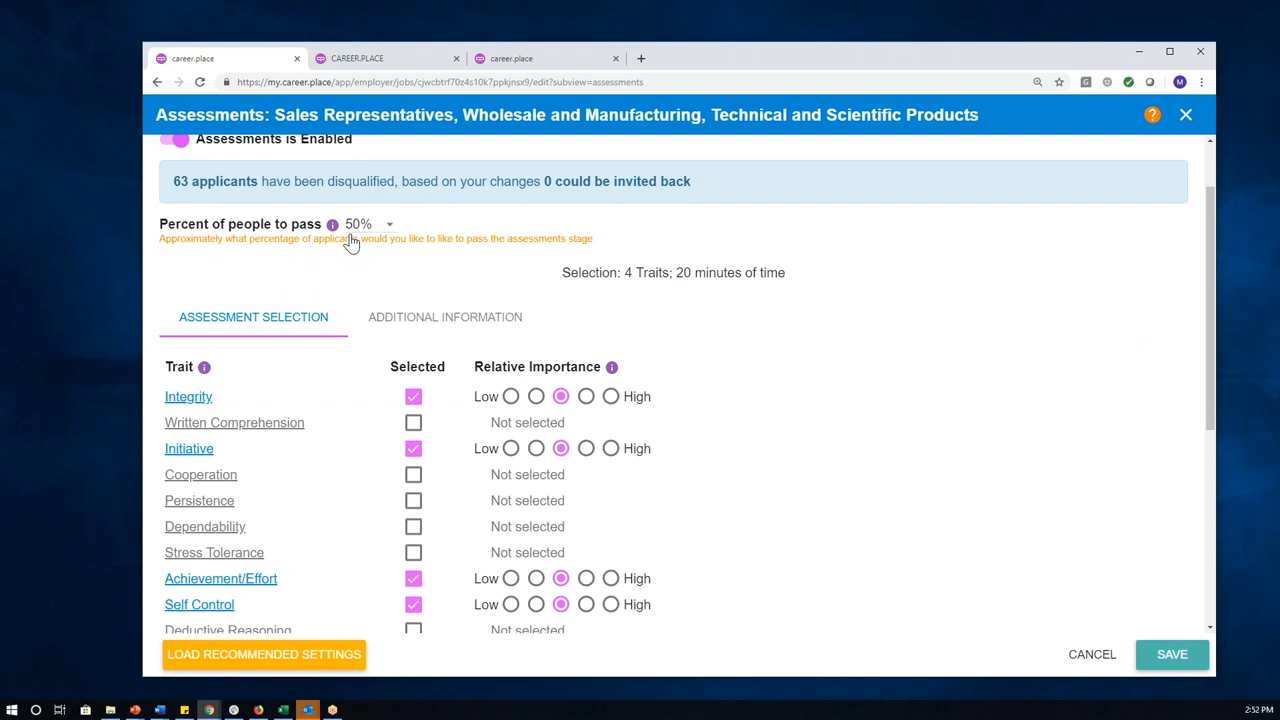 career.place
CAREER.PLACE
career.place
https://my.career.place/app/employer/jobs/cjwcbtrf70z4s10k7ppkjnsx9/edit?subview=assessments
M
Assessments: Sales Representatives, Wholesale and Manufacturing, Technical and Scientific Products
?
Assessments is Enabled
63 applicants have been disqualified, based on your changes 0 could be invited back
Percent of people to pass i 50%
Approximately what percentage of applicants would you like to like to pass the assessments stage
Selection: 4 Traits; 20 minutes of time
ASSESSMENT SELECTION ADDITIONAL INFORMATION
Trait i Selected Relative Importance i
Integrity Low High
Written Comprehension Not selected
Initiative Low High
Cooperation Not selected
Persistence Not selected
Dependability Not selected
Stress Tolerance Not selected
Achievement/Effort Low High
Self Control Low High
Deductive Reasoning Not selected
LOAD RECOMMENDED SETTINGS CANCEL SAVE
2:52 PM